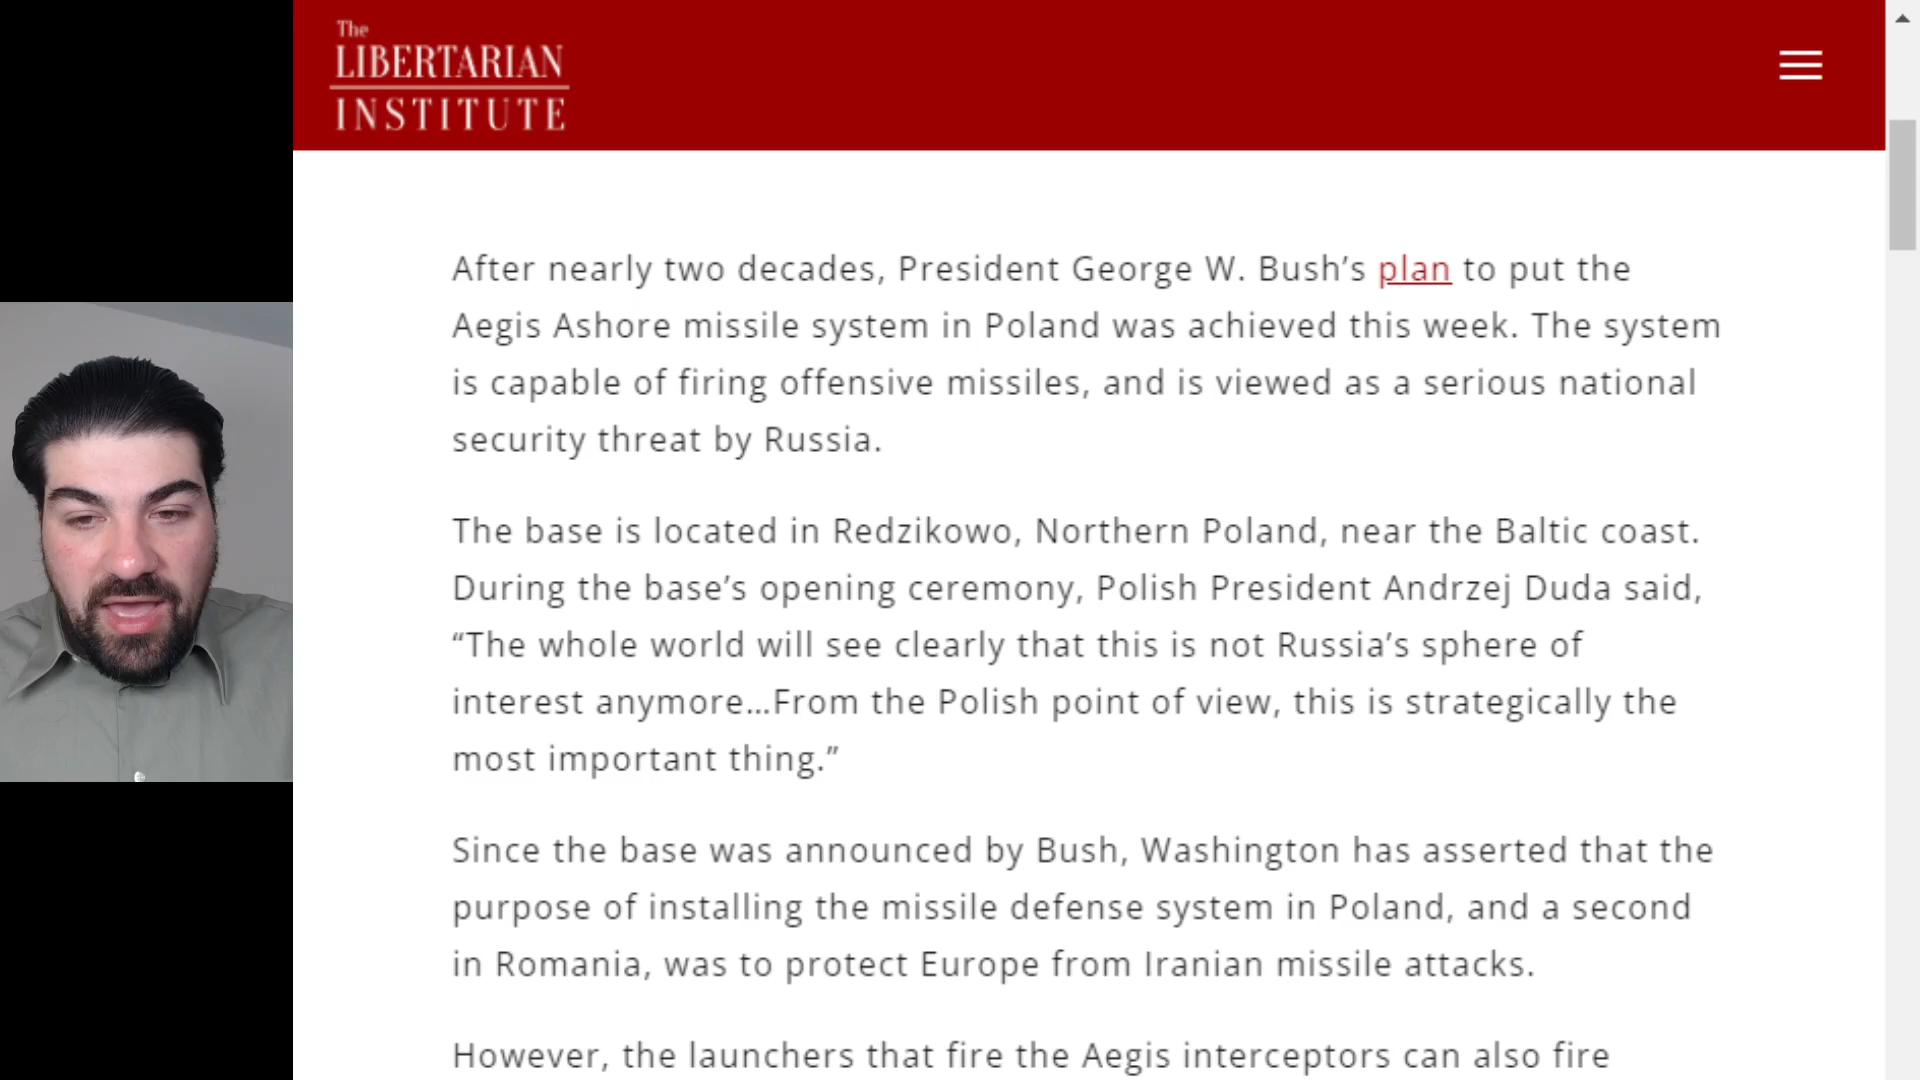 The
LIBERTARIAN
INSTITUTE
After nearly two decades, President George W. Bush’s plan to put the
Aegis Ashore missile system in Poland was achieved this week. The system
is capable of firing offensive missiles, and is viewed as a serious national
security threat by Russia.
The base is located in Redzikowo, Northern Poland, near the Baltic coast.
During the base’s opening ceremony, Polish President Andrzej Duda said,
“The whole world will see clearly that this is not Russia’s sphere of
interest anymore…From the Polish point of view, this is strategically the
most important thing.”
Since the base was announced by Bush, Washington has asserted that the
purpose of installing the missile defense system in Poland, and a second
in Romania, was to protect Europe from Iranian missile attacks.
However, the launchers that fire the Aegis interceptors can also fire